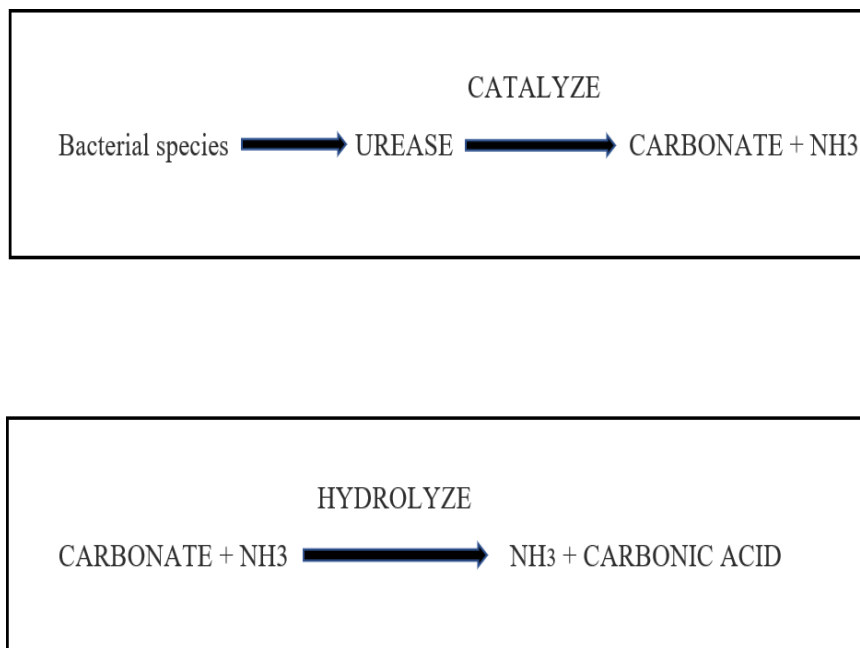 CATALYZE
Bacterial species UREASE CARBONATE + NH3
HYDROLYZE
CARBONATE + NH3 NH3 + CARBONIC ACID